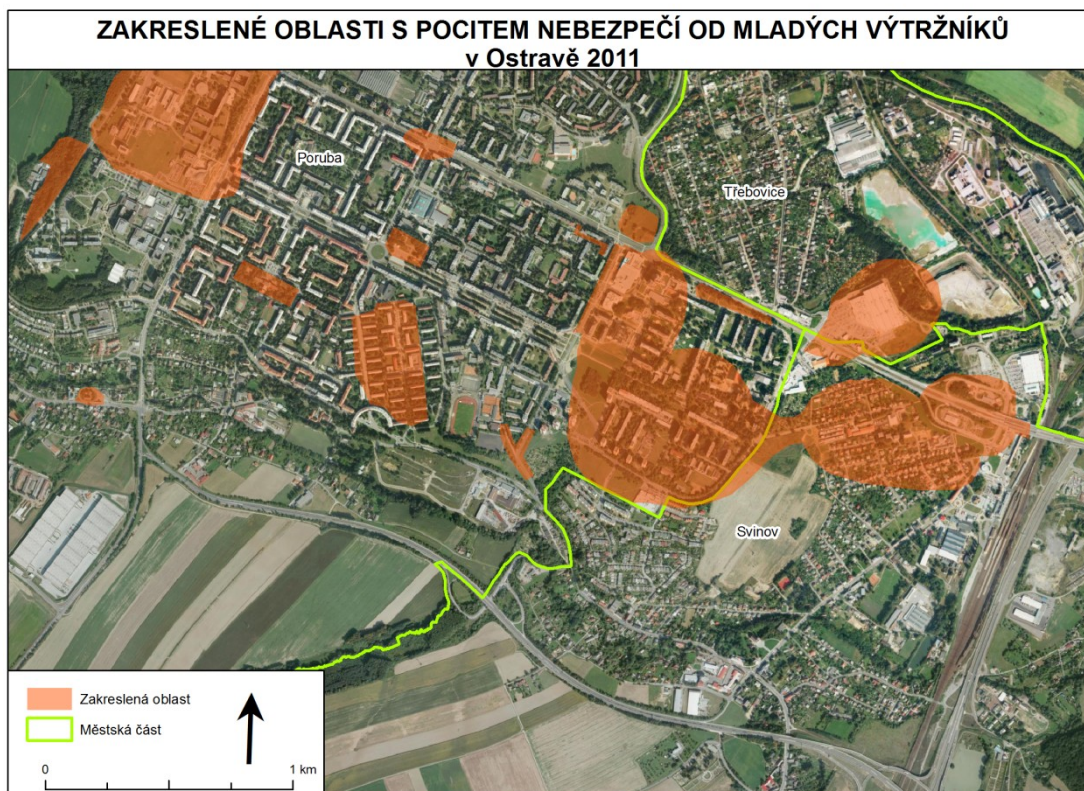 ZAKRESLENÉ OBLASTI S POCITEM NEBEZPEČÍ OD MLADÝCH VÝTRŽNÍKŮ
v Ostravě 2011
Poruba
Třebovice
Svinov
Zakreslená oblast
Městská část
0 1 km